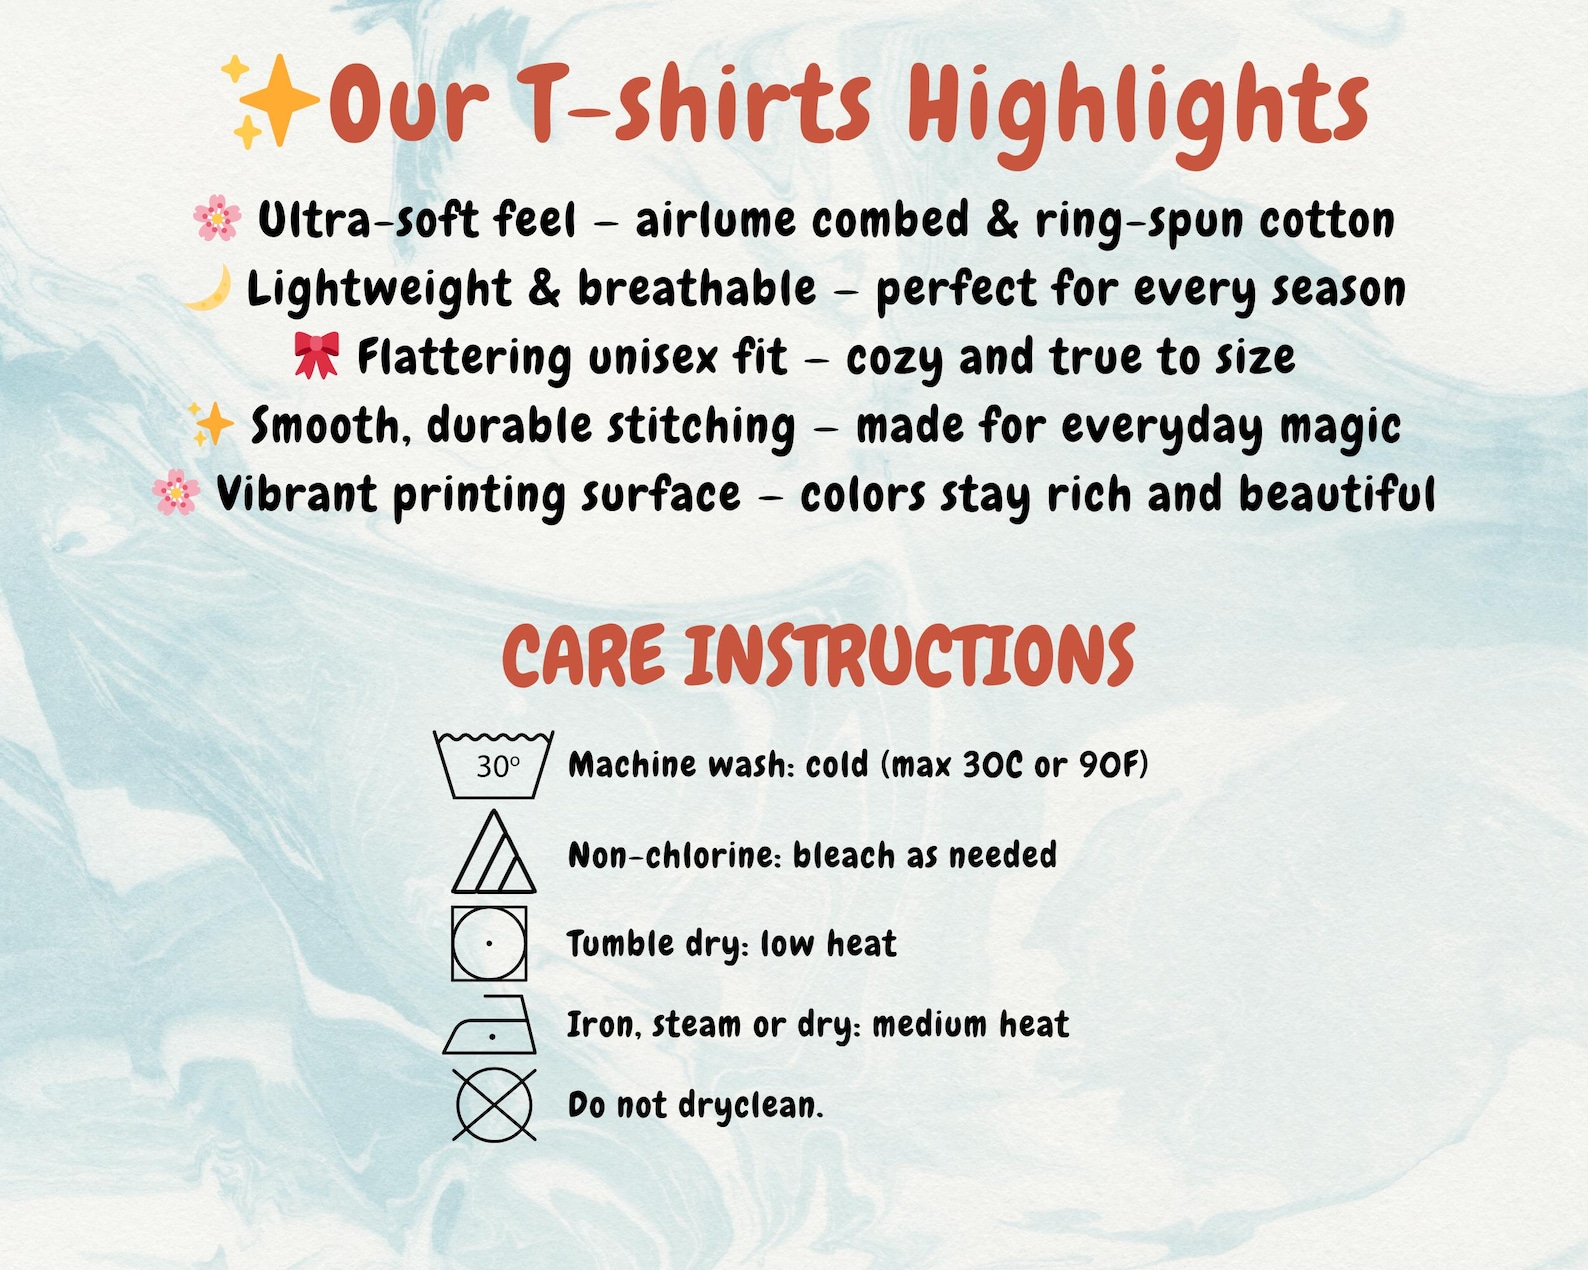 ✨Our T-shirts Highlights
🌸 Ultra-soft feel – airlume combed & ring-spun cotton
🌙 Lightweight & breathable – perfect for every season
🎀 Flattering unisex fit – cozy and true to size
✨ Smooth, durable stitching – made for everyday magic
🌸 Vibrant printing surface – colors stay rich and beautiful
CARE INSTRUCTIONS
30º Machine wash: cold (max 30C or 90F)
Non-chlorine: bleach as needed
Tumble dry: low heat
Iron, steam or dry: medium heat
Do not dryclean.